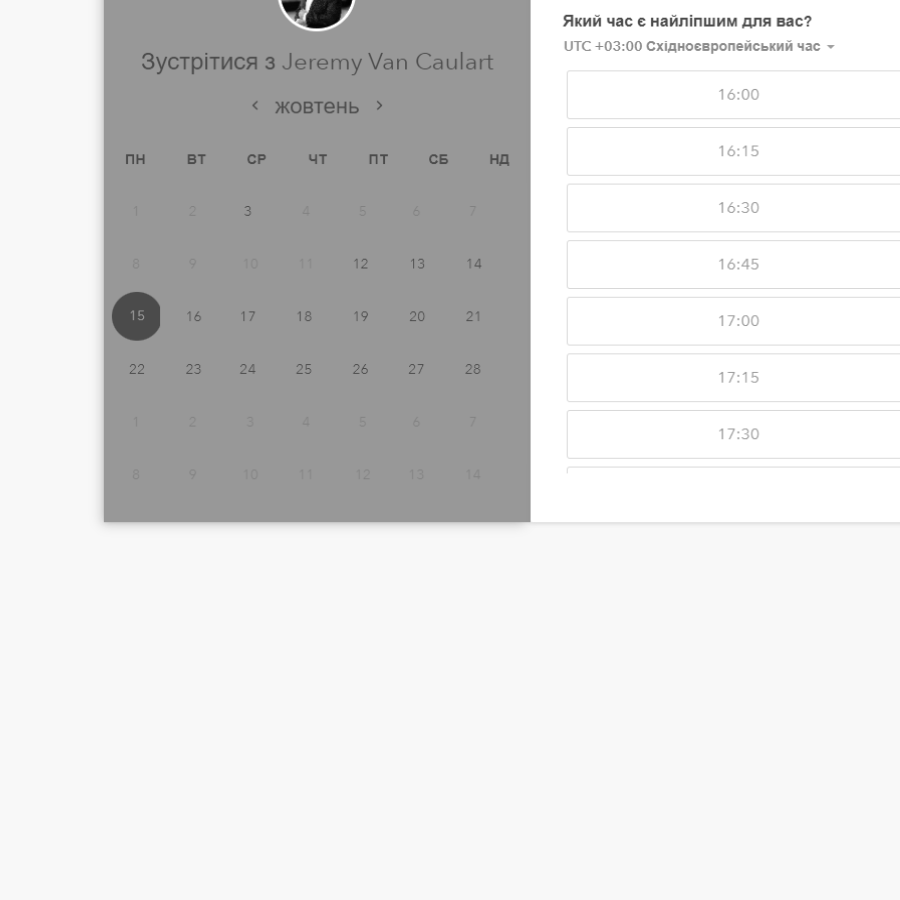 Зустрітися з Jeremy Van Caulart
‹ жовтень ›
ПН ВТ СР ЧТ ПТ СБ НД
1 2 3 4 5 6 7
8 9 10 11 12 13 14
15 16 17 18 19 20 21
22 23 24 25 26 27 28
1 2 3 4 5 6 7
8 9 10 11 12 13 14
Який час є найліпшим для вас?
UTC +03:00 Східноєвропейський час
16:00
16:15
16:30
16:45
17:00
17:15
17:30